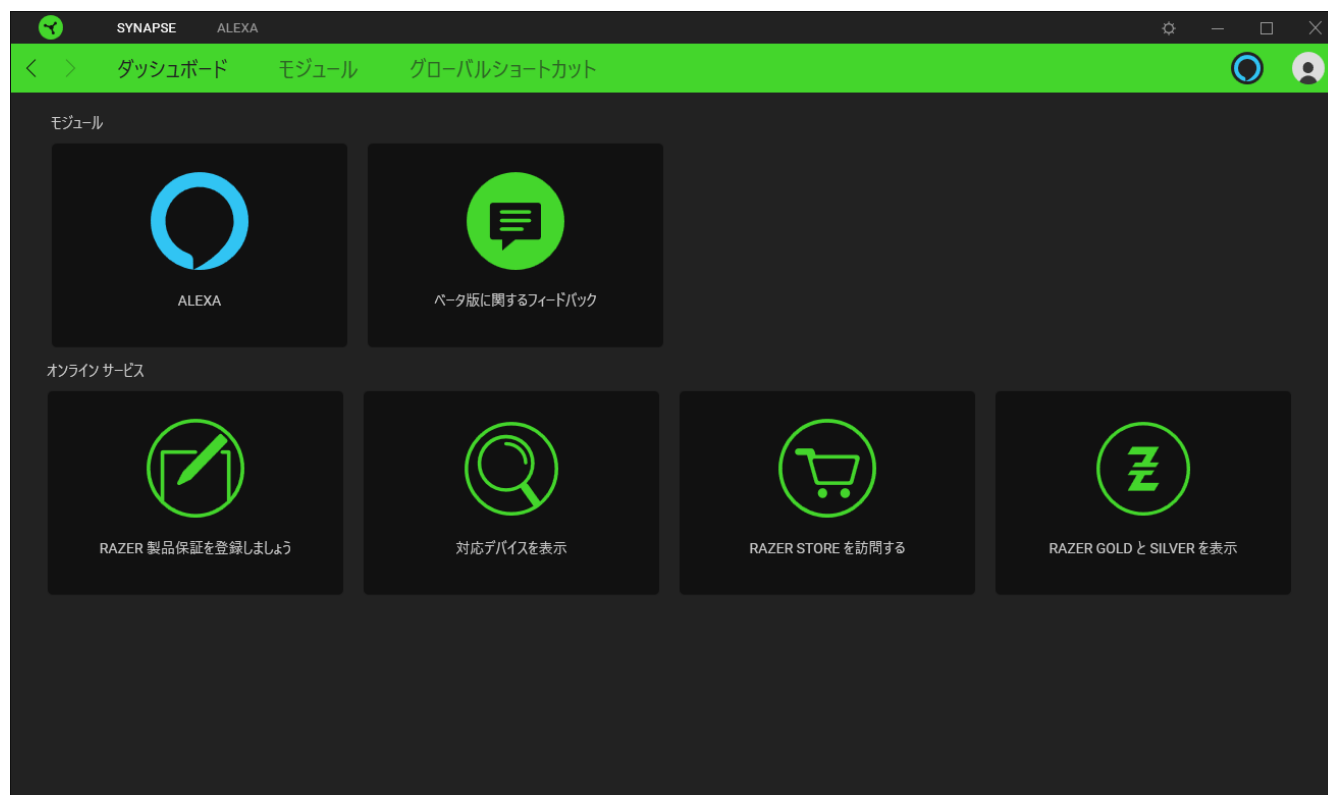 SYNAPSE ALEXA
ダッシュボード モジュール グローバルショートカット
モジュール
ALEXA
ベータ版に関するフィードバック
オンライン サービス
RAZER 製品保証を登録しましょう
対応デバイスを表示
RAZER STORE を訪問する
RAZER GOLD と SILVER を表示